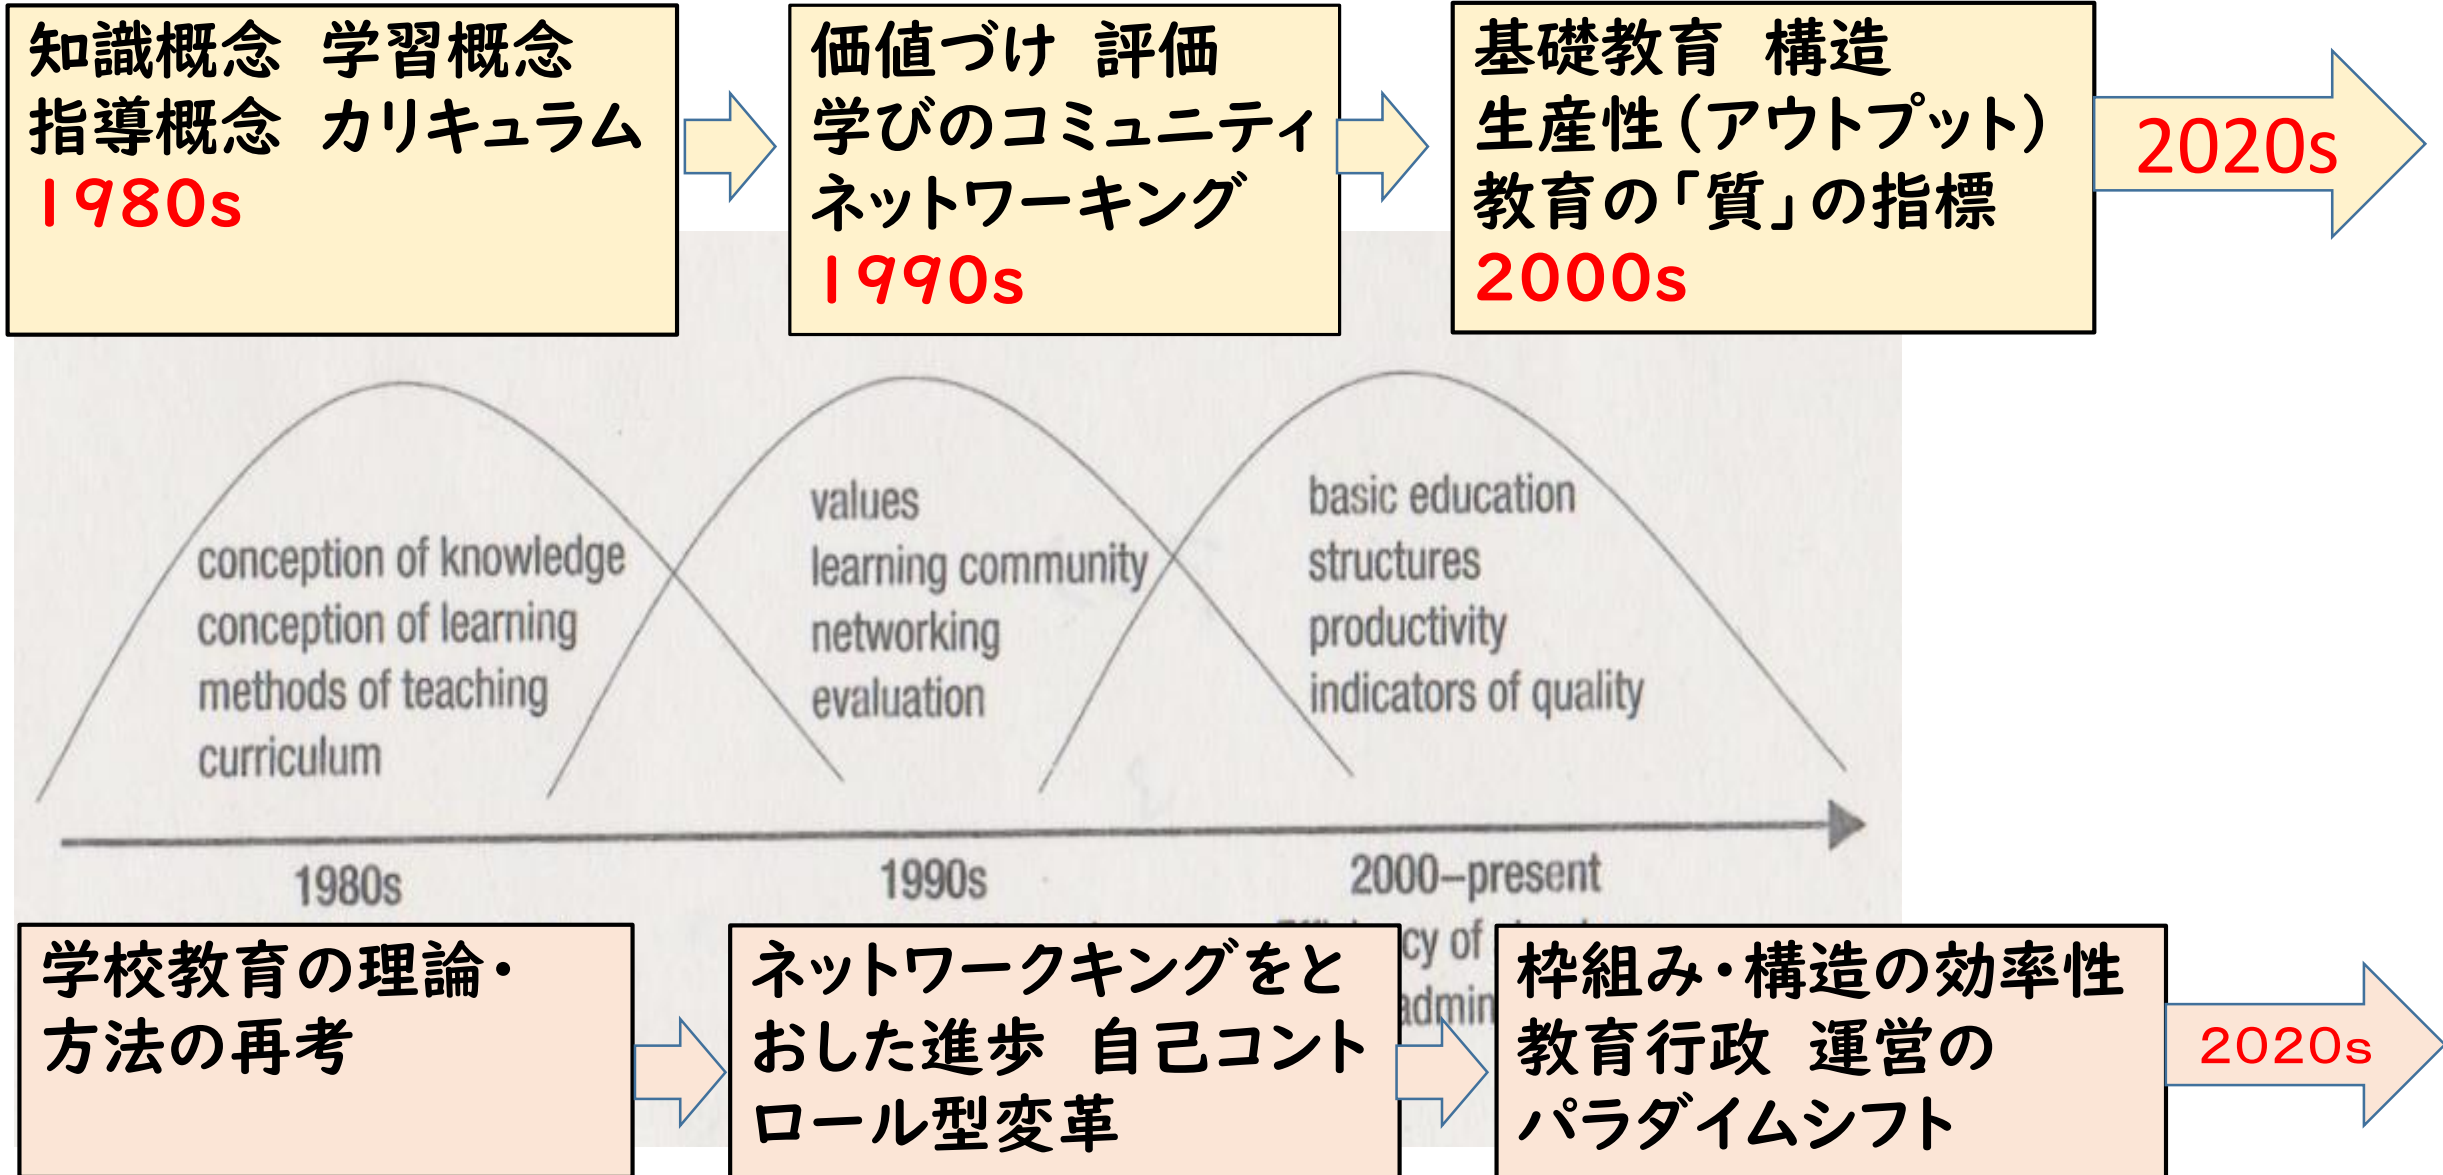 知識概念　学習概念
指導概念　カリキュラム
1980s
価値づけ　評価
学びのコミュニティ
ネットワーキング
1990s
基礎教育　構造
生産性（アウトプット）
教育の「質」の指標
2000s
2020s
conception of knowledge
conception of learning
methods of teaching
curriculum
values
learning community
networking
evaluation
basic education
structures
productivity
indicators of quality
1980s
1990s
2000–present
of
学校教育の理論・
方法の再考
ネットワークキングをと
おした進歩　自己コント
ロール型変革
枠組み・構造の効率性
教育行政　運営の
パラダイムシフト
2020s